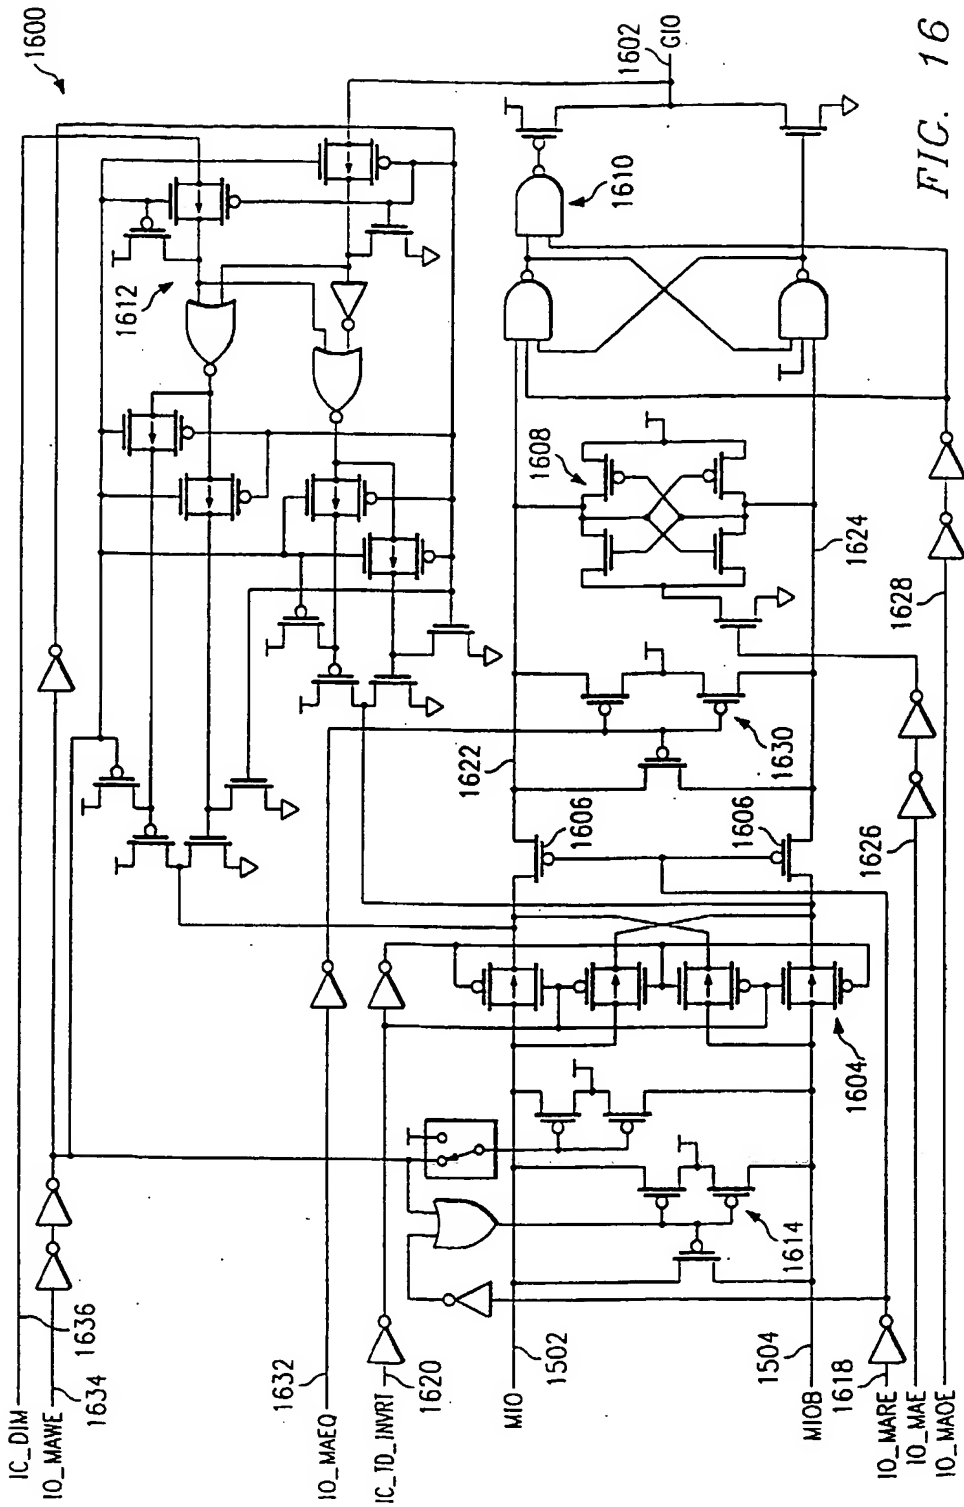 1600
IC_DIM
1636
IO_MAWE
1634
1612
1602
GIO
IO_MAEQ
1632
IC_TD_INVRT
1620
1610
1608
1622
1606
1606
1630
1624
1604
1614
MIO
1502
MIOB
1504
1618
IO_MARE
IO_MAE
1626
IO_MAOE
1628
FIG. 16